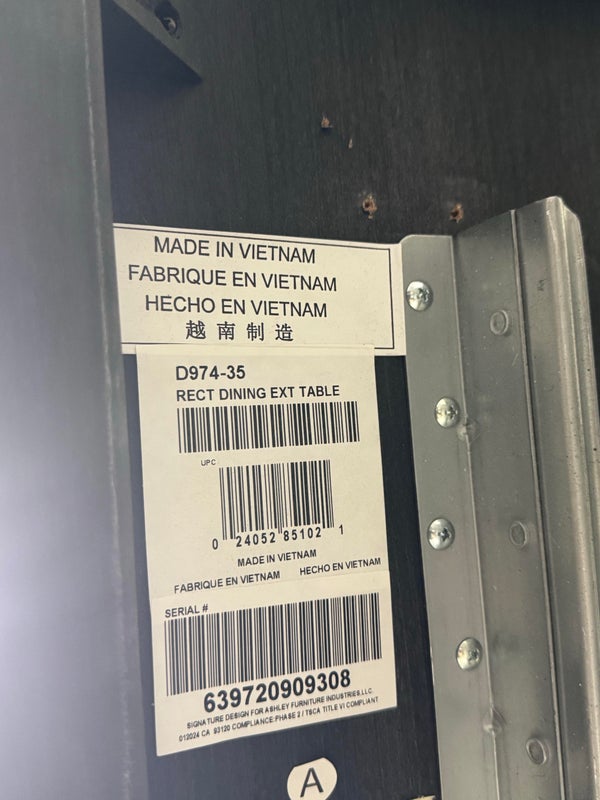 MADE IN VIETNAM
FABRIQUE EN VIETNAM
HECHO EN VIETNAM
越南制造
D974-35
RECT DINING EXT TABLE
UPC
0 24052 85102 1
MADE IN VIETNAM
FABRIQUE EN VIETNAM HECHO EN VIETNAM
SERIAL #
639720909308
SIGNATURE DESIGN FOR ASHLEY FURNITURE INDUSTRIES, LLC.
012024 CA 93120 COMPLIANCE:PHASE 2 / TSCA TITLE VI COMPLIANT
A